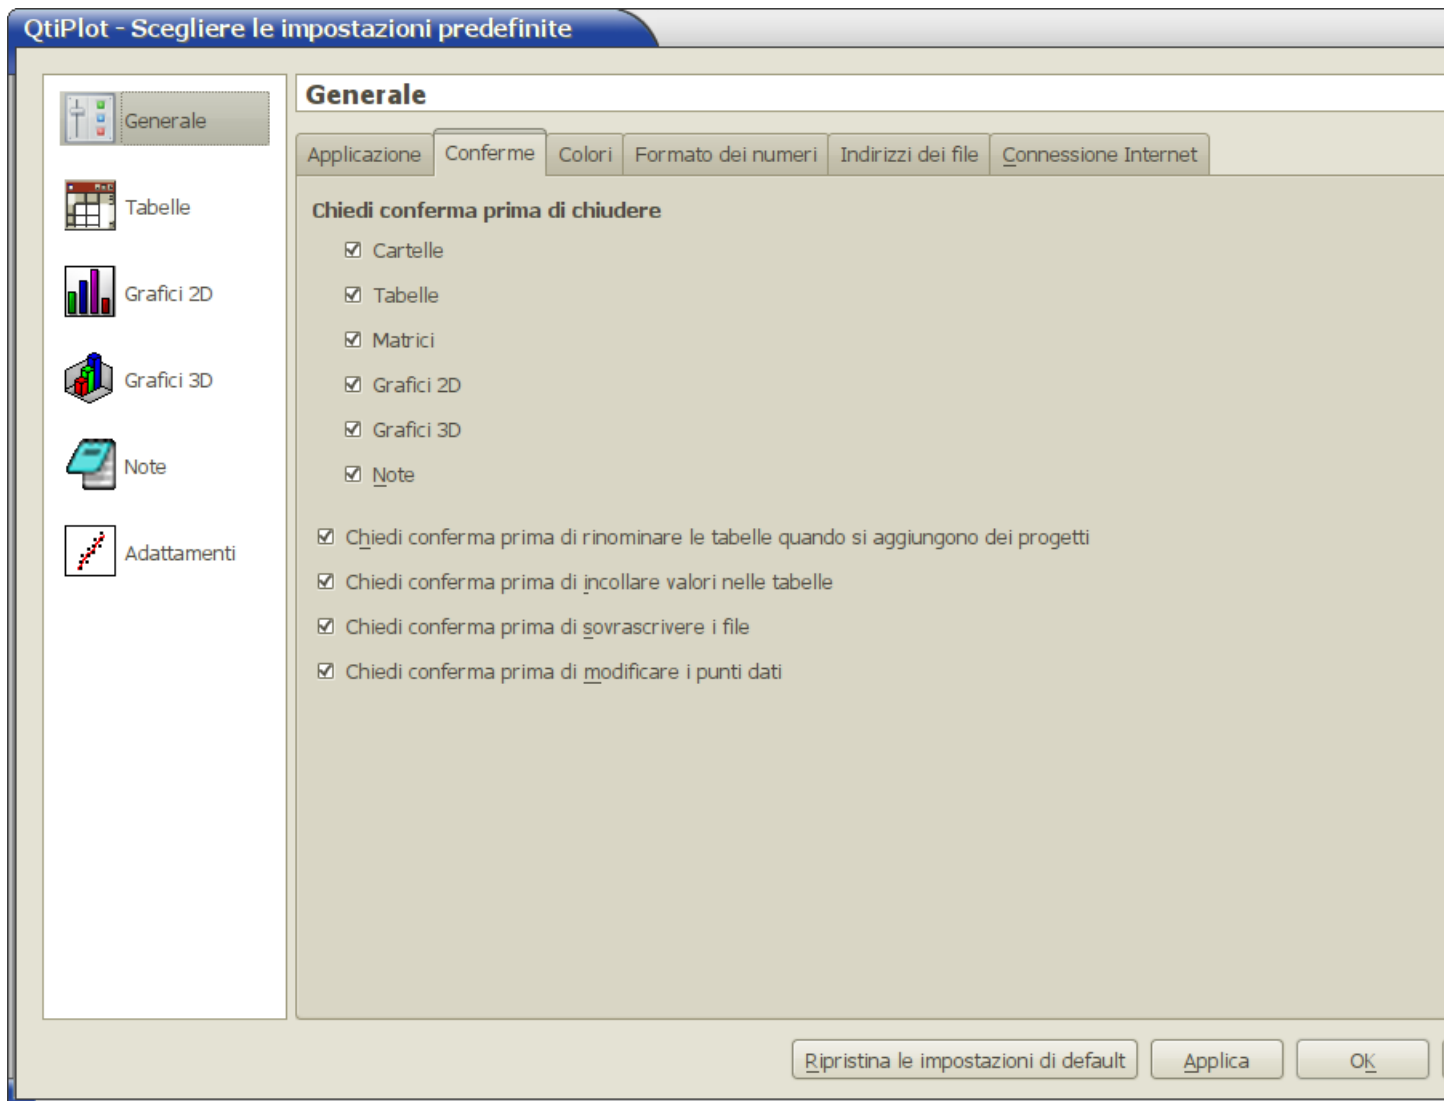 QtiPlot - Scegliere le impostazioni predefinite
Generale
Tabelle
Grafici 2D
Grafici 3D
Note
Adattamenti
Generale
Applicazione Conferme Colori Formato dei numeri Indirizzi dei file Connessione Internet
Chiedi conferma prima di chiudere
Cartelle
Tabelle
Matrici
Grafici 2D
Grafici 3D
Note
Chiedi conferma prima di rinominare le tabelle quando si aggiungono dei progetti
Chiedi conferma prima di incollare valori nelle tabelle
Chiedi conferma prima di sovrascrivere i file
Chiedi conferma prima di modificare i punti dati
Ripristina le impostazioni di default Applica OK